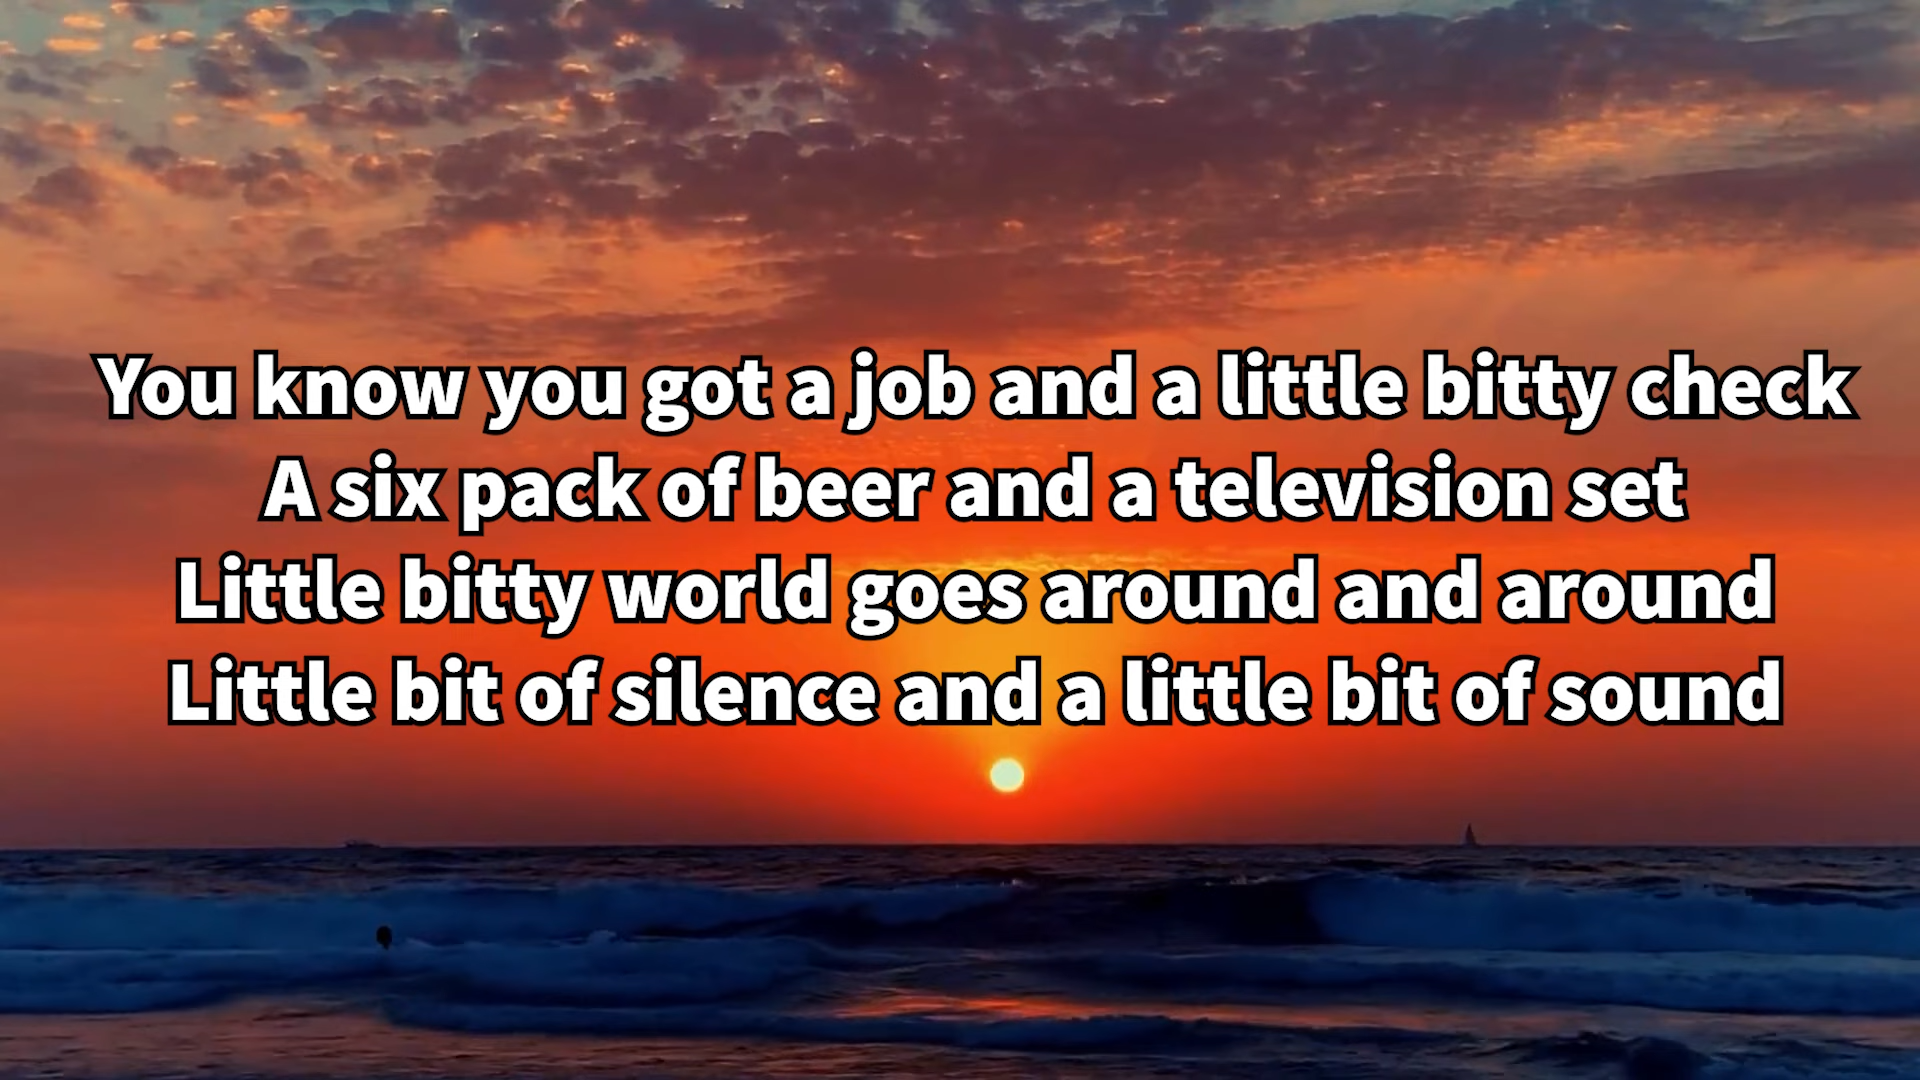 You know you got a job and a little bitty check
A six pack of beer and a television set
Little bitty world goes around and around
Little bit of silence and a little bit of sound